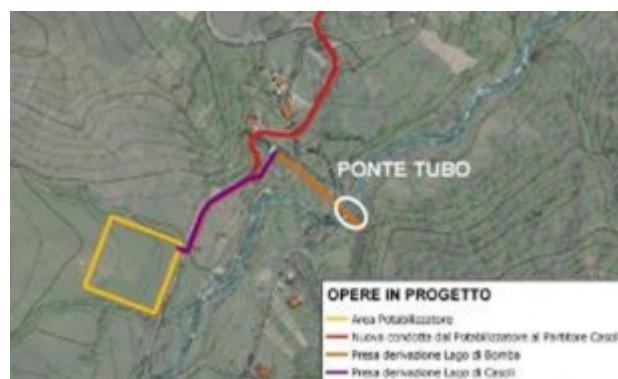 PONTE TUBO
OPERE IN PROGETTO
Area Potabilizzatore
Nuova condotta dal Potabilizzatore al Partitore Casoli
Presa derivazione Lago di Bomba
Presa derivazione Lago di Casoli